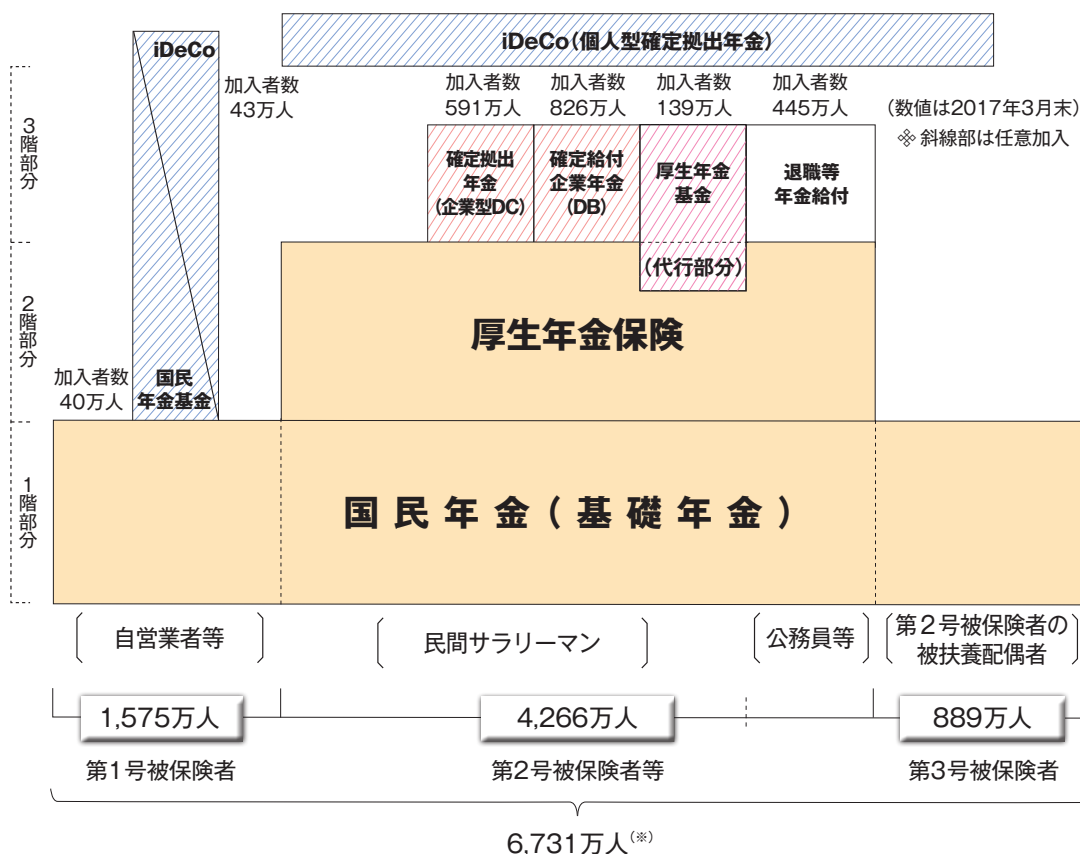 iDeCo
iDeCo(個人型確定拠出年金)
加入者数
43万人
加入者数
591万人
加入者数
826万人
加入者数
139万人
加入者数
445万人
(数値は2017年3月末)
※ 斜線部は任意加入
3階部分
確定拠出
年金
(企業型DC)
確定給付
企業年金
(DB)
厚生年金
基金
退職等
年金給付
(代行部分)
2階部分
厚生年金保険
加入者数
40万人
国民
年金基金
1階部分
国民年金(基礎年金)
自営業者等
民間サラリーマン
公務員等
第2号被保険者の
被扶養配偶者
1,575万人
4,266万人
889万人
第1号被保険者
第2号被保険者等
第3号被保険者
6,731万人(※)